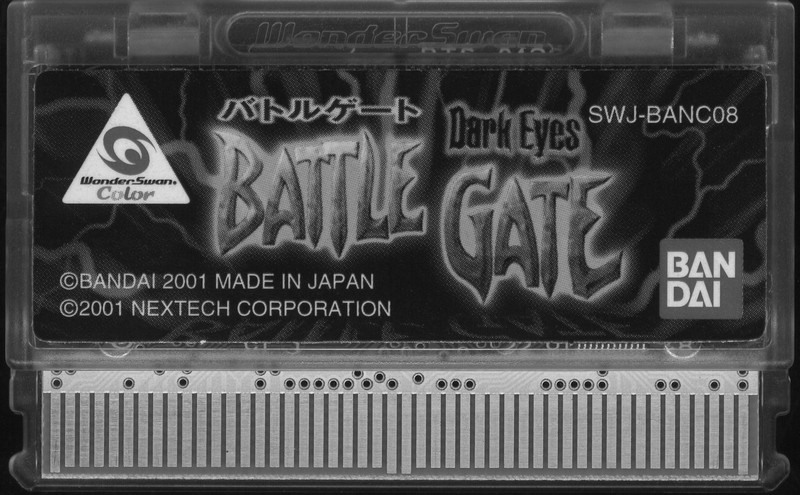 WonderSwan
バトルゲート
Dark Eyes
SWJ-BANC08
BATTLE GATE
WonderSwan
Color
©BANDAI 2001 MADE IN JAPAN
©2001 NEXTECH CORPORATION
BAN
DAI